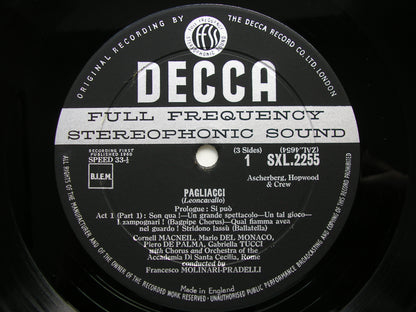 ORIGINAL RECORDING BY
THE DECCA RECORD CO. LTD. LONDON
FULL FREQUENCY
FFSS
STEREOPHONIC SOUND
DECCA
FULL FREQUENCY
STEREOPHONIC SOUND
RECORDING FIRST
PUBLISHED 1960
SPEED 33⅓
B.I.E.M.
(3 Sides)
1
(ZAL.4654)
SXL.2255
Ascherberg, Hopwood
& Crew
PAGLIACCI
(Leoncavallo)
Prologue: Si può
Act 1 (Part 1): Son qua!—Un grande spettacolo—Un tal gioco—
I zampognari! (Bagpipe Chorus)—Qual fiamma avea
nel guardo! Stridono lassù (Ballatella)
Cornell MACNEIL, Mario DEL MONACO,
Piero DE PALMA, Gabriella TUCCI
with Chorus and Orchestra of the
Accademia Di Santa Cecilia, Rome
conducted by
Francesco MOLINARI-PRADELLI
Made in England
ALL RIGHTS OF THE MANUFACTURER AND OF THE OWNER OF THE RECORDED WORK RESERVED - UNAUTHORISED PUBLIC PERFORMANCE, BROADCASTING AND COPYING OF THIS RECORD PROHIBITED